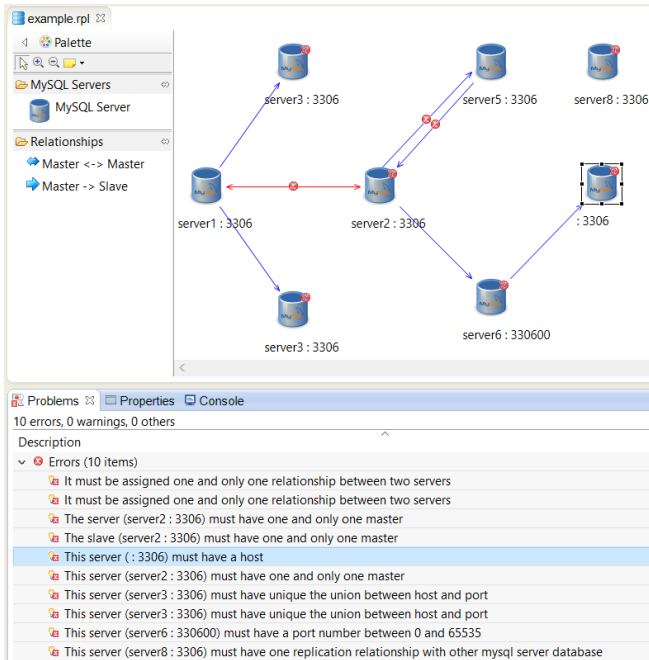 example.rpl
Palette
MySQL Servers
MySQL Server
Relationships
Master <-> Master
Master -> Slave
server3 : 3306
server5 : 3306
server8 : 3306
server1 : 3306
server2 : 3306
: 3306
server3 : 3306
server6 : 330600
Problems
Properties
Console
10 errors, 0 warnings, 0 others
Description
Errors (10 items)
It must be assigned one and only one relationship between two servers
It must be assigned one and only one relationship between two servers
The server (server2 : 3306) must have one and only one master
The slave (server2 : 3306) must have one and only one master
This server ( : 3306) must have a host
This server (server2 : 3306) must have one and only one master
This server (server3 : 3306) must have unique the union between host and port
This server (server3 : 3306) must have unique the union between host and port
This server (server6 : 330600) must have a port number between 0 and 65535
This server (server8 : 3306) must have one replication relationship with other mysql server database